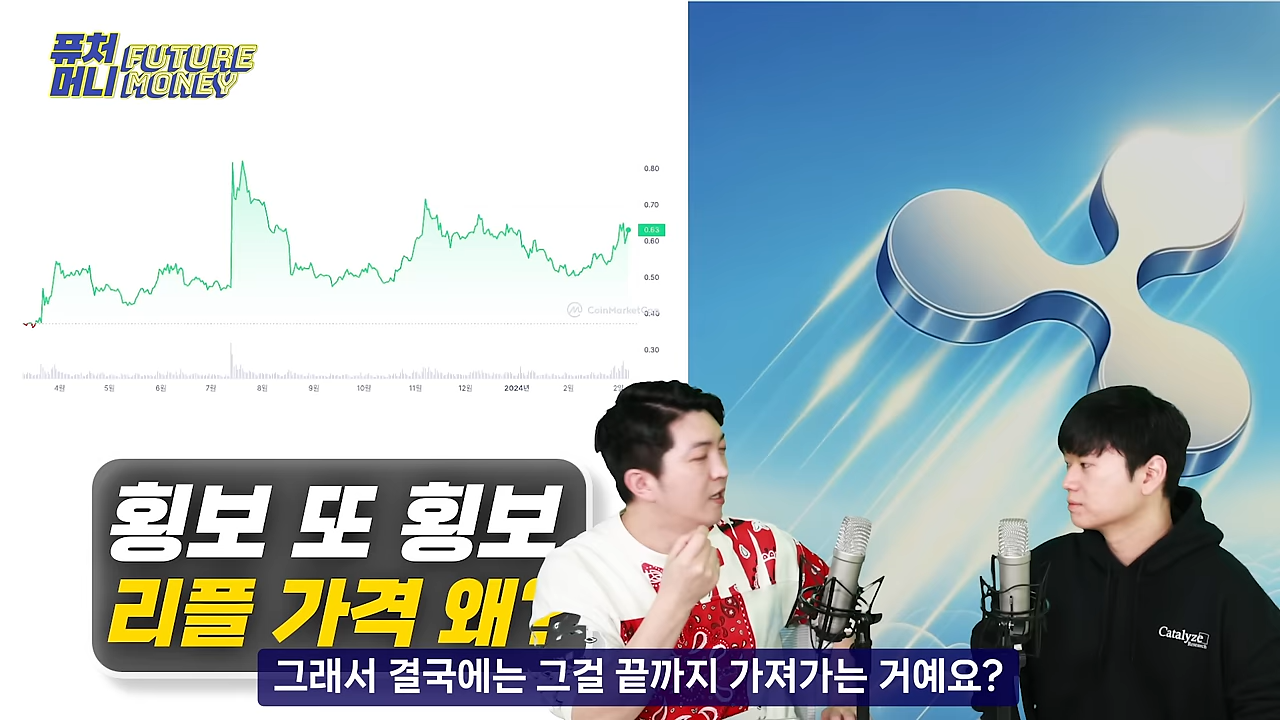 퓨처 FUTURE
머니 MONEY
0.80
0.70
0.63
0.60
0.50
CoinMarketC
0.40
0.30
4월 5월 6월 7월 8월 9월 10월 11월 12월 2024년 2월
횡보 또 횡보
리플 가격 왜?
Catalyze
Research
그래서 결국에는 그걸 끝까지 가져가는 거예요?